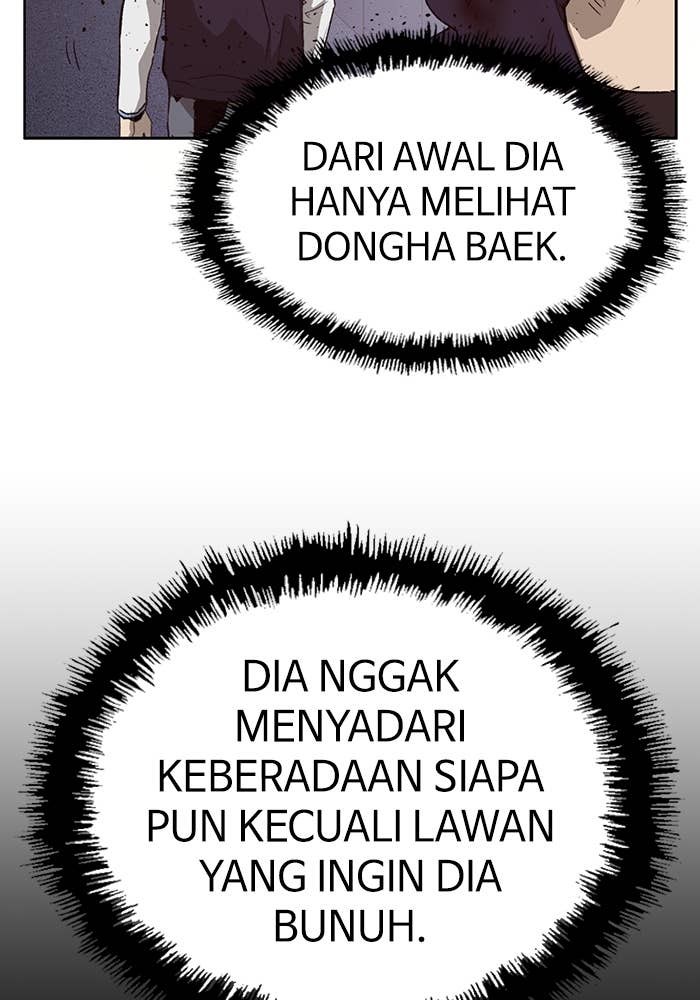 DARI AWAL DIA
HANYA MELIHAT
DONGHA BAEK.
DIA NGGAK
MENYADARI
KEBERADAAN SIAPA
PUN KECUALI LAWAN
YANG INGIN DIA
BUNUH.